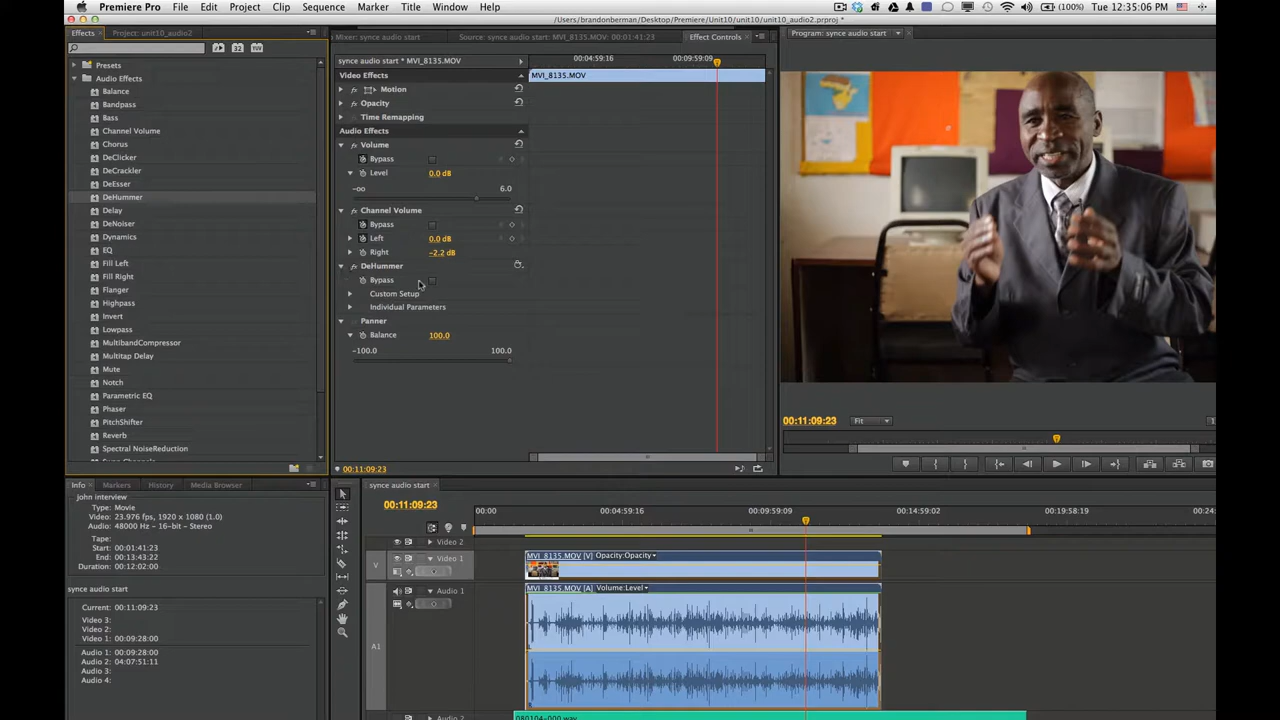 Premiere Pro File Edit Project Clip Sequence Marker Title Window Help
(100%) Tue 12:35:06 PM
/Users/brandonberman/Desktop/Premiere/Unit10/unit10/unit10_audio2.prproj *
Effects Project: unit10_audio2
Mixer: synce audio start Source: synce audio start: MVI_8135.MOV: 00:01:41:23 Effect Controls
Program: synce audio start
Presets
Audio Effects
Balance
Bandpass
Bass
Channel Volume
Chorus
DeClicker
DeCrackler
DeEsser
DeHummer
Delay
DeNoiser
Dynamics
EQ
Fill Left
Fill Right
Flanger
Highpass
Invert
Lowpass
MultibandCompressor
Multitap Delay
Mute
Notch
Parametric EQ
Phaser
PitchShifter
Reverb
Spectral NoiseReduction
synce audio start * MVI_8135.MOV
00:04:59:16 00:09:59:09
Video Effects
MVI_8135.MOV
Motion
Opacity
Time Remapping
Audio Effects
Volume
Bypass
Level 0.0 dB
-oo 6.0
Channel Volume
Bypass
Left 0.0 dB
Right -2.2 dB
DeHummer
Bypass
Custom Setup
Individual Parameters
Panner
Balance 100.0
-100.0 100.0
00:11:09:23
00:11:09:23 Fit
Info Markers History Media Browser
John interview
Type: Movie
Video: 23.976 fps, 1920 x 1080 (1.0)
Audio: 48000 Hz - 16-bit - Stereo
Tape:
Start: 00:01:41:23
End: 00:13:43:22
Duration: 00:12:02:00
synce audio start
Current: 00:11:09:23
Video 3:
Video 2:
Video 1: 00:09:28:00
Audio 1: 00:09:28:00
Audio 2: 04:07:51:11
Audio 3:
Audio 4:
synce audio start
00:11:09:23
00:00 00:04:59:16 00:09:59:09 00:14:59:02 00:19:58:19 00:24:
Video 2
V Video 1
MVI_8135.MOV [V] Opacity:Opacity
A1 Audio 1
MVI_8135.MOV [A] Volume:Level
Audio 2
080104-000.wav